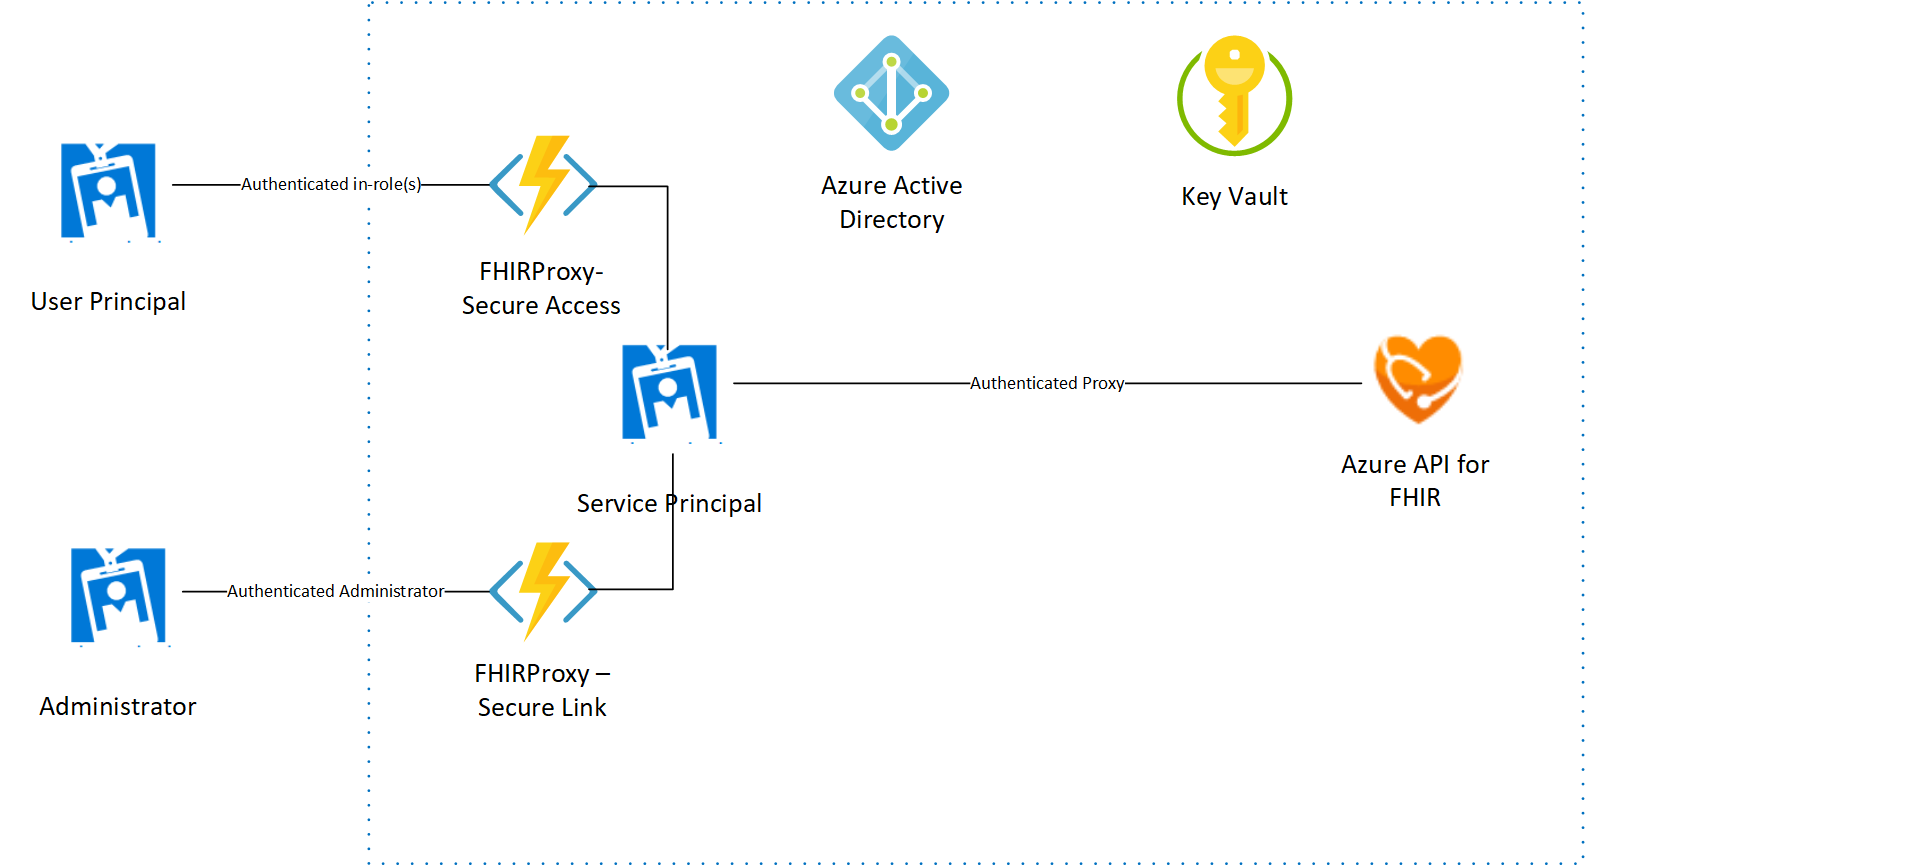 Azure Active
Directory
Key Vault
Authenticated in-role(s)
User Principal
FHIRProxy-
Secure Access
Authenticated Proxy
Service Principal
Azure API for
FHIR
Authenticated Administrator
Administrator
FHIRProxy –
Secure Link